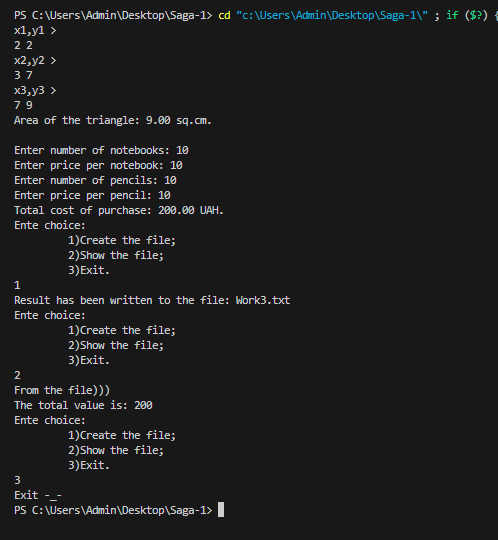 PS C:\Users\Admin\Desktop\Saga-1> cd "c:\Users\Admin\Desktop\Saga-1\" ; if ($?) {
x1,y1 >
2 2
x2,y2 >
3 7
x3,y3 >
7 9
Area of the triangle: 9.00 sq.cm.
Enter number of notebooks: 10
Enter price per notebook: 10
Enter number of pencils: 10
Enter price per pencil: 10
Total cost of purchase: 200.00 UAH.
Ente choice:
1)Create the file;
2)Show the file;
3)Exit.
1
Result has been written to the file: Work3.txt
Ente choice:
1)Create the file;
2)Show the file;
3)Exit.
2
From the file)))
The total value is: 200
Ente choice:
1)Create the file;
2)Show the file;
3)Exit.
3
Exit -_-
PS C:\Users\Admin\Desktop\Saga-1>